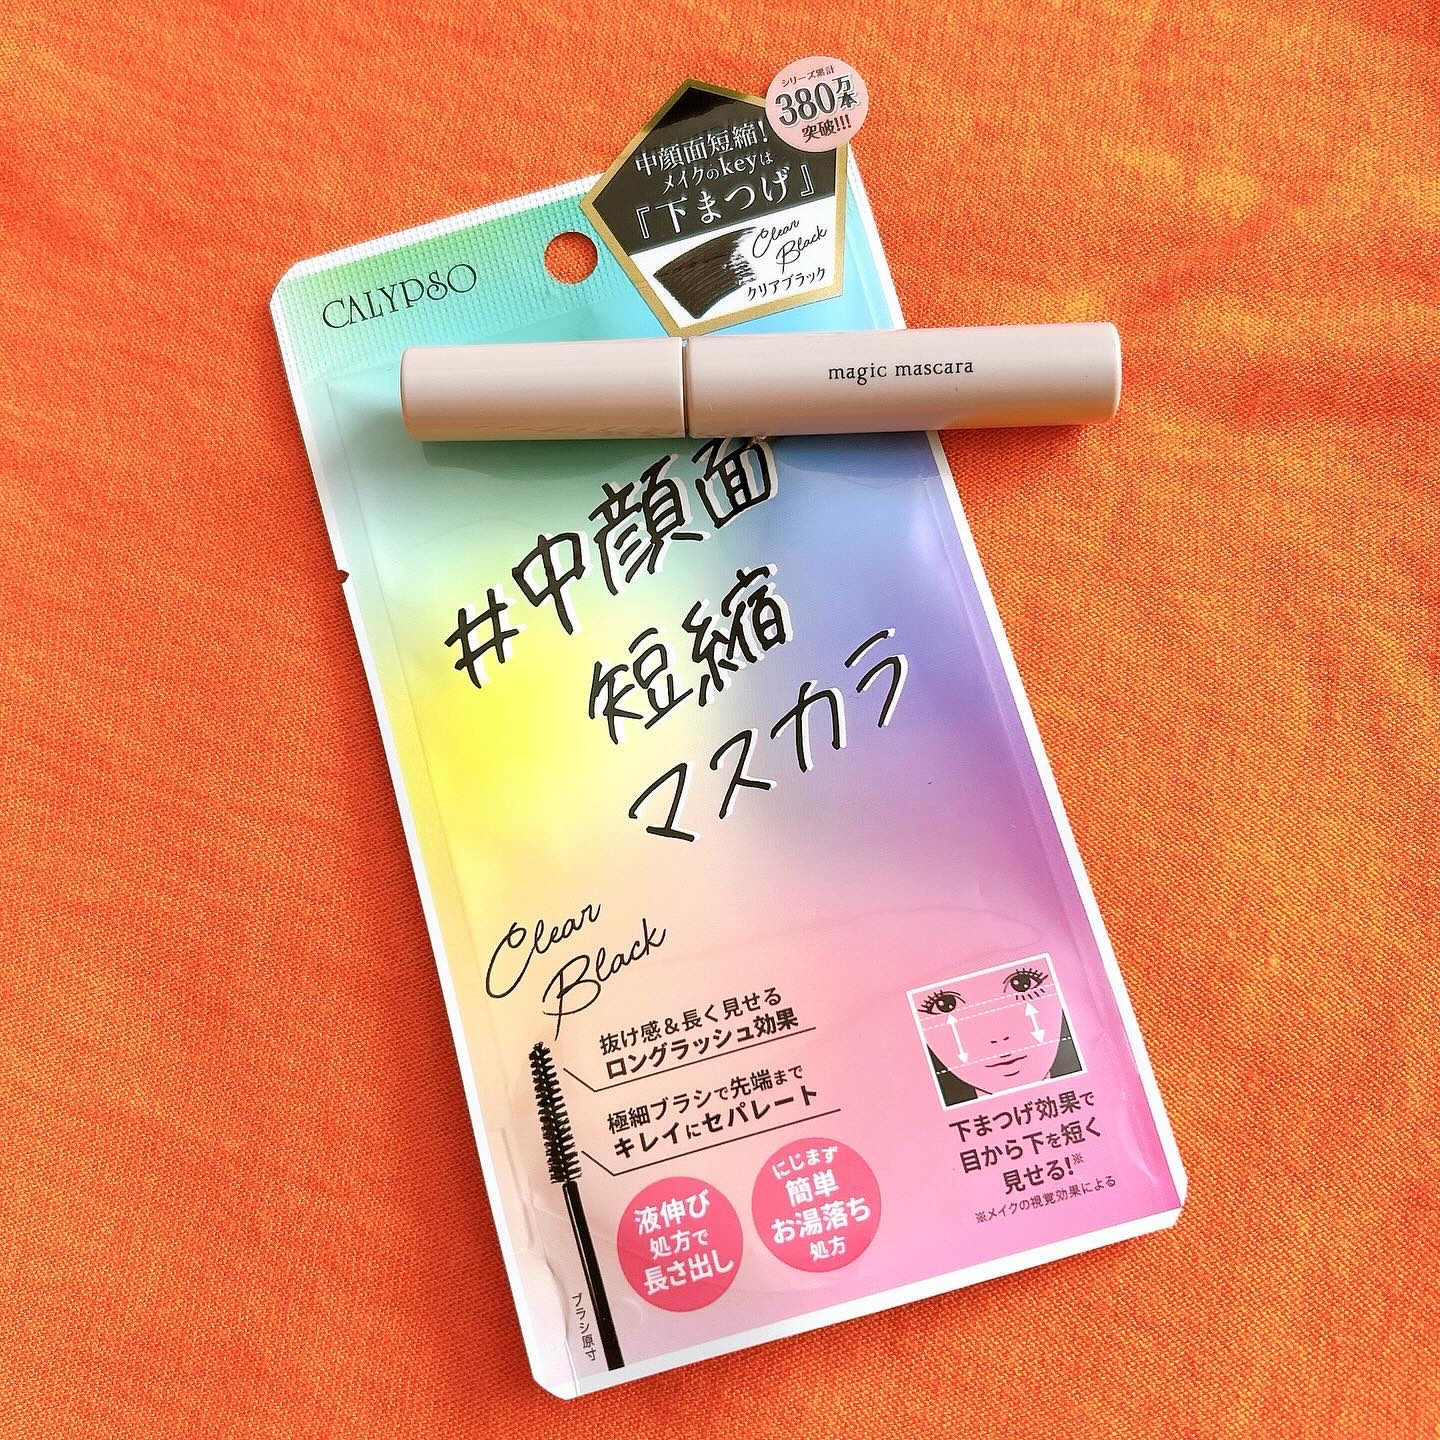 シリーズ累計
380万本
突破!!!
中顔面短縮!
メイクのkeyは
『下まつげ』
Clear
Black
クリアブラック
CALYPSO
magic mascara
#中顔面
短縮
マスカラ
Clear
Black
抜け感&長く見せる
ロングラッシュ効果
極細ブラシで先端まで
キレイにセパレート
液伸び
処方で
長さ出し
にじまず
簡単
お湯落ち
処方
ブラシ原寸
下まつげ効果で
目から下を短く
見せる!※
※メイクの視覚効果による